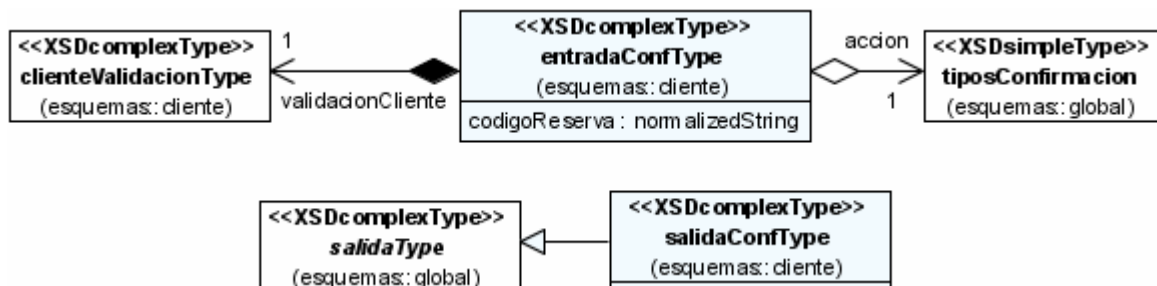 <<XSDcomplexType>>
clienteValidacionType
(esquemas::cliente)
1
validacionCliente
<<XSDcomplexType>>
entradaConfType
(esquemas::cliente)
codigoReserva : normalizedString
accion
1
<<XSDsimpleType>>
tiposConfirmacion
(esquemas::global)
<<XSDcomplexType>>
salidaType
(esquemas::global)
<<XSDcomplexType>>
salidaConfType
(esquemas::cliente)